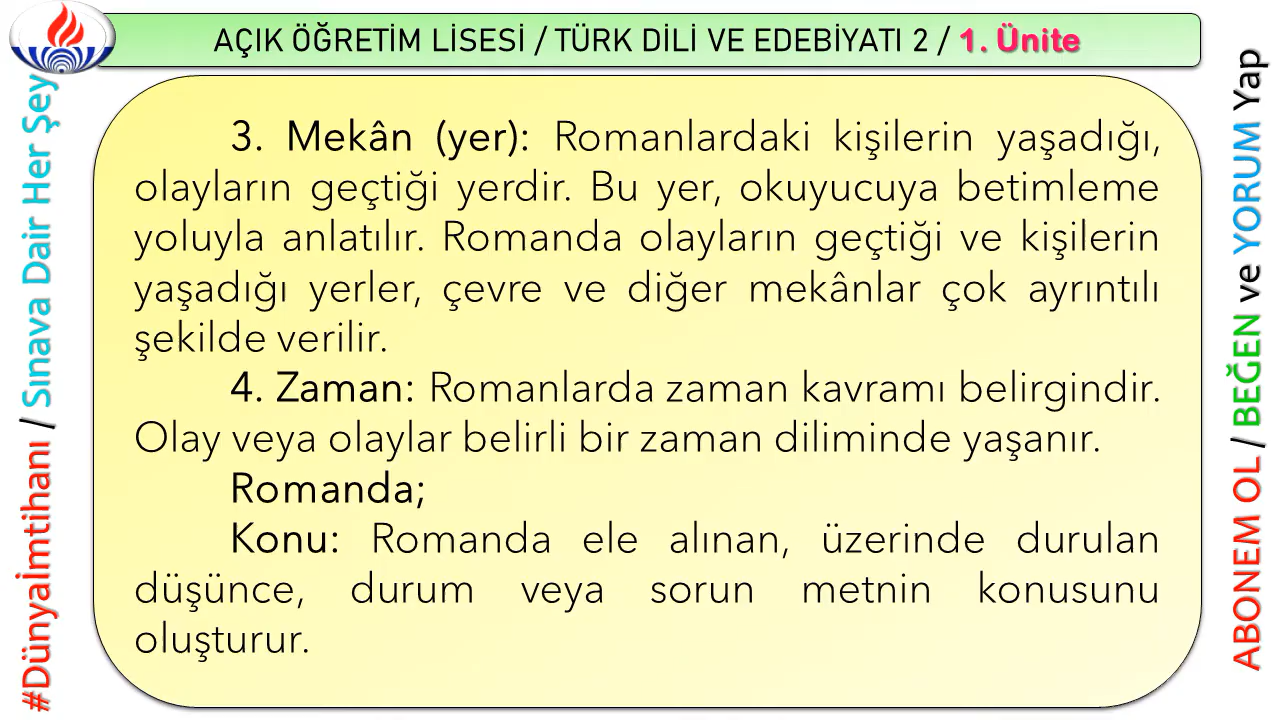 AÇIK ÖĞRETİM LİSESİ / TÜRK DİLİ VE EDEBİYATI 2 / 1. Ünite
3. Mekân (yer): Romanlardaki kişilerin yaşadığı,
olayların geçtiği yerdir. Bu yer, okuyucuya betimleme
yoluyla anlatılır. Romanda olayların geçtiği ve kişilerin
yaşadığı yerler, çevre ve diğer mekânlar çok ayrıntılı
şekilde verilir.
4. Zaman: Romanlarda zaman kavramı belirgindir.
Olay veya olaylar belirli bir zaman diliminde yaşanır.
Romanda;
Konu: Romanda ele alınan, üzerinde durulan
düşünce, durum veya sorun metnin konusunu
oluşturur.
#Dünyaİmtihanı / Sınava Dair Her Şey
ABONEM OL / BEĞEN ve YORUM Yap